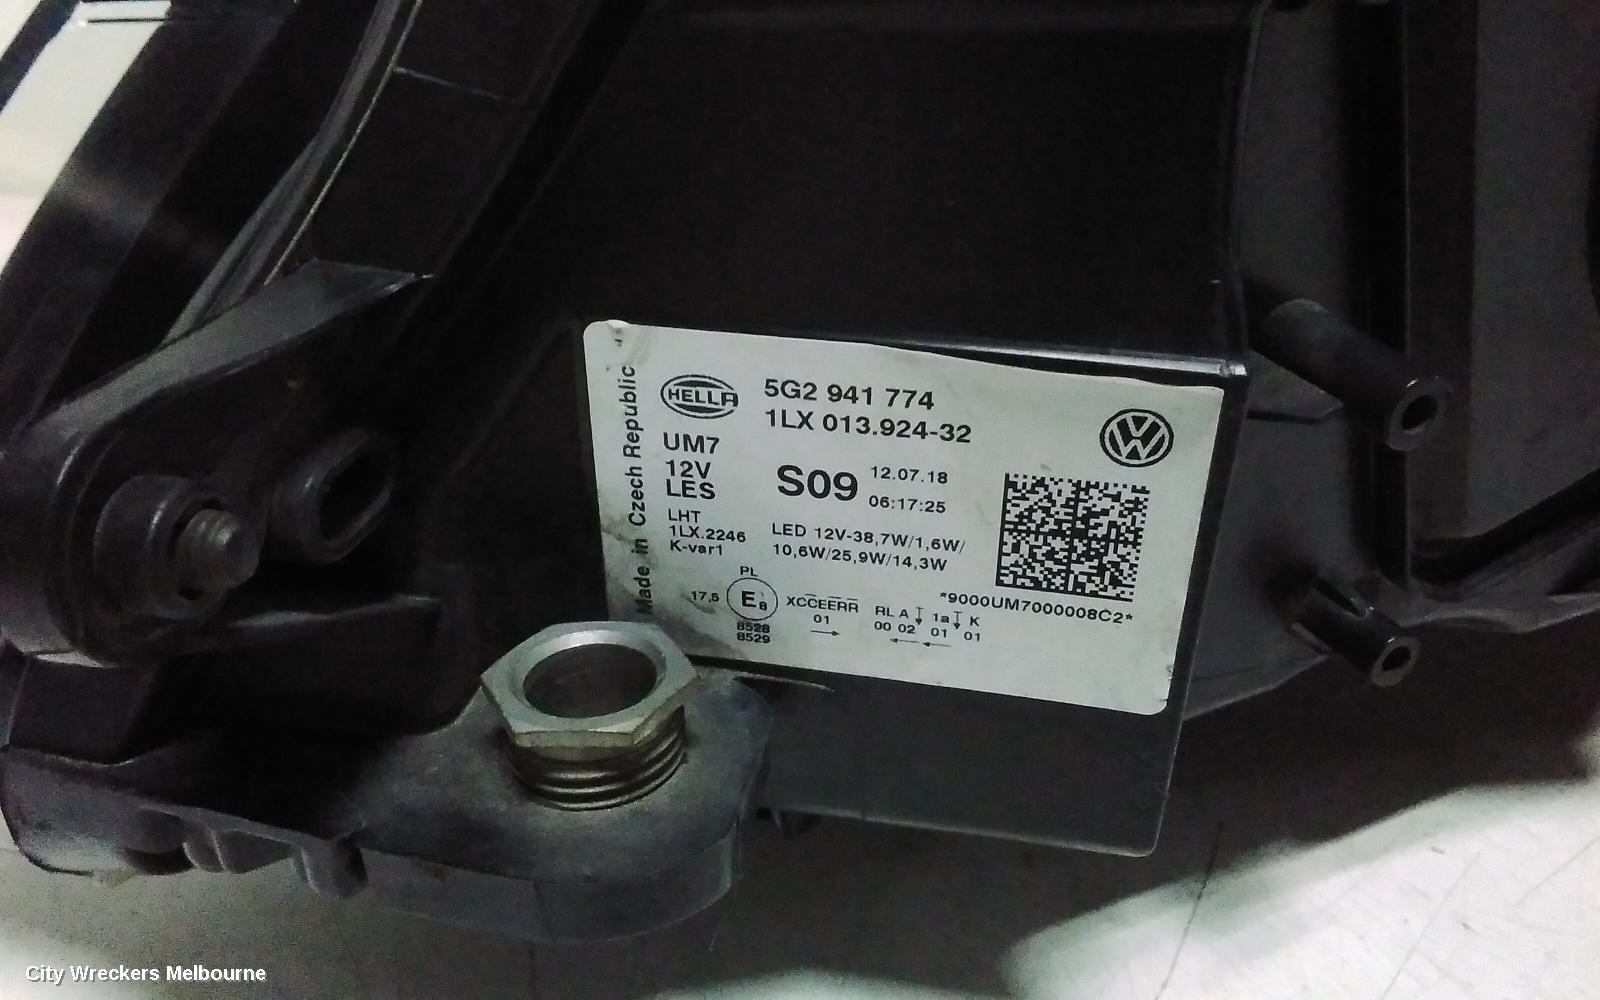 Made in Czech Republic
HELLA
5G2 941 774
1LX 013.924-32
UM7
12V
LES
S09
12.07.18
06:17:25
LHT
1LX.2246
K-var1
LED 12V-38,7W/1,6W/
10,6W/25,9W/14,3W
*9000UM7000008C2*
PL
17,5
E8
8528
8529
XCCEERR
01
RL A 1a K
00 02 01 01
City Wreckers Melbourne